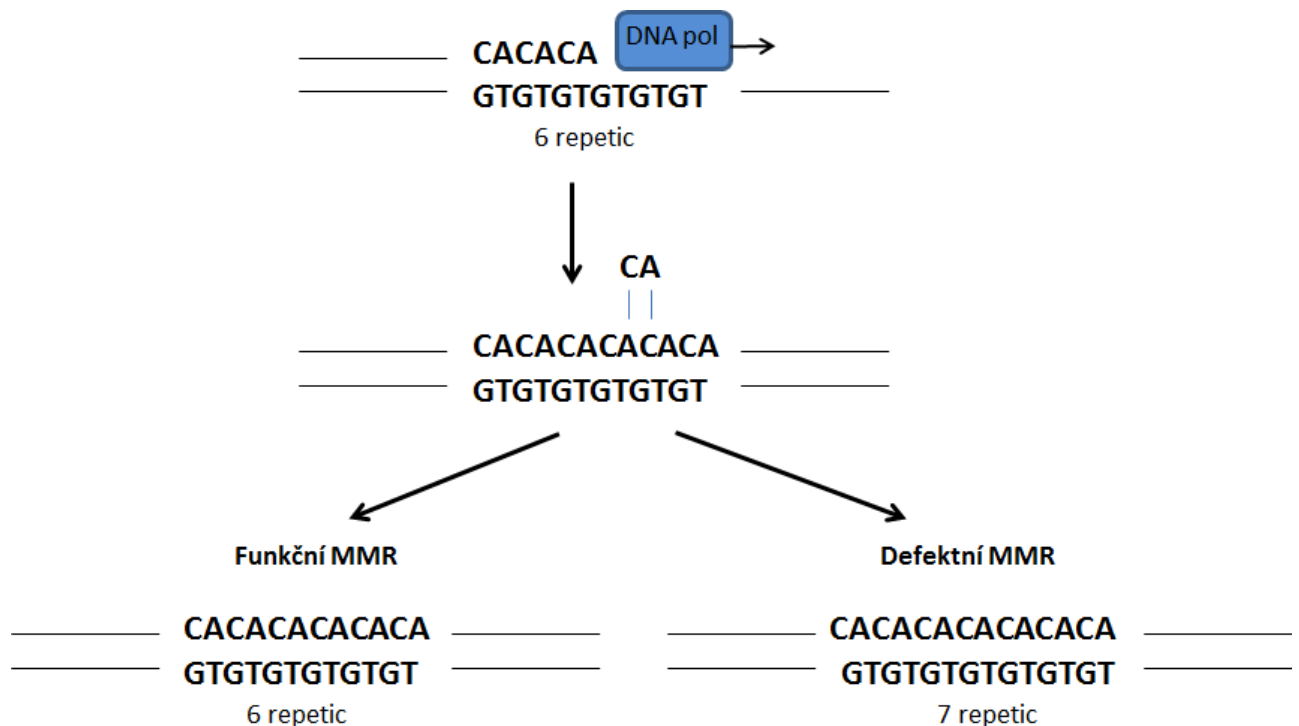 DNA pol
CACACA
GTGTGTGTGTGT
6 repetic
CA
CACACACACACA
GTGTGTGTGTGT
Funkční MMR
Defektní MMR
CACACACACACA
CACACACACACACA
GTGTGTGTGTGT
GTGTGTGTGTGTGT
6 repetic
7 repetic